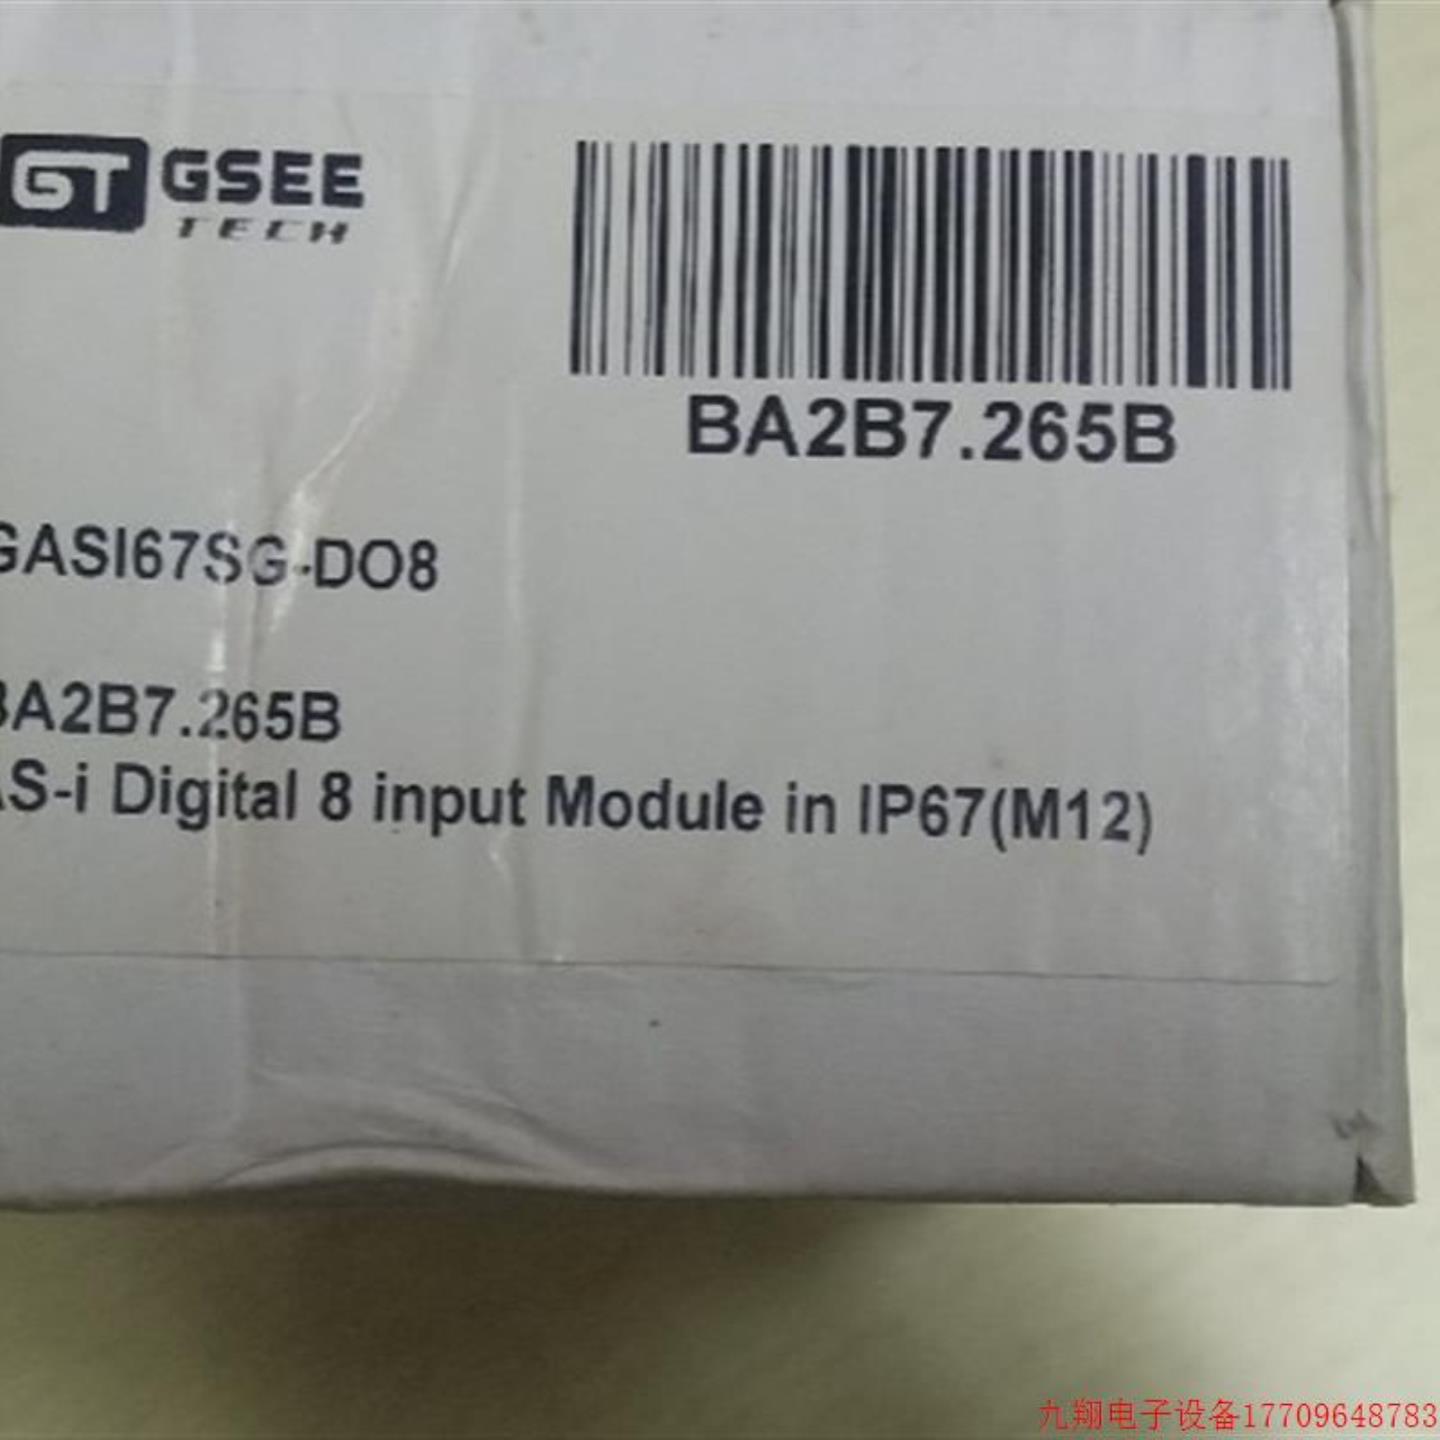 GT GSEE
TECH
BA2B7.265B
GASI67SG-DO8
BA2B7.265B
AS-i Digital 8 input Module in IP67(M12)
九翔电子设备17709648783